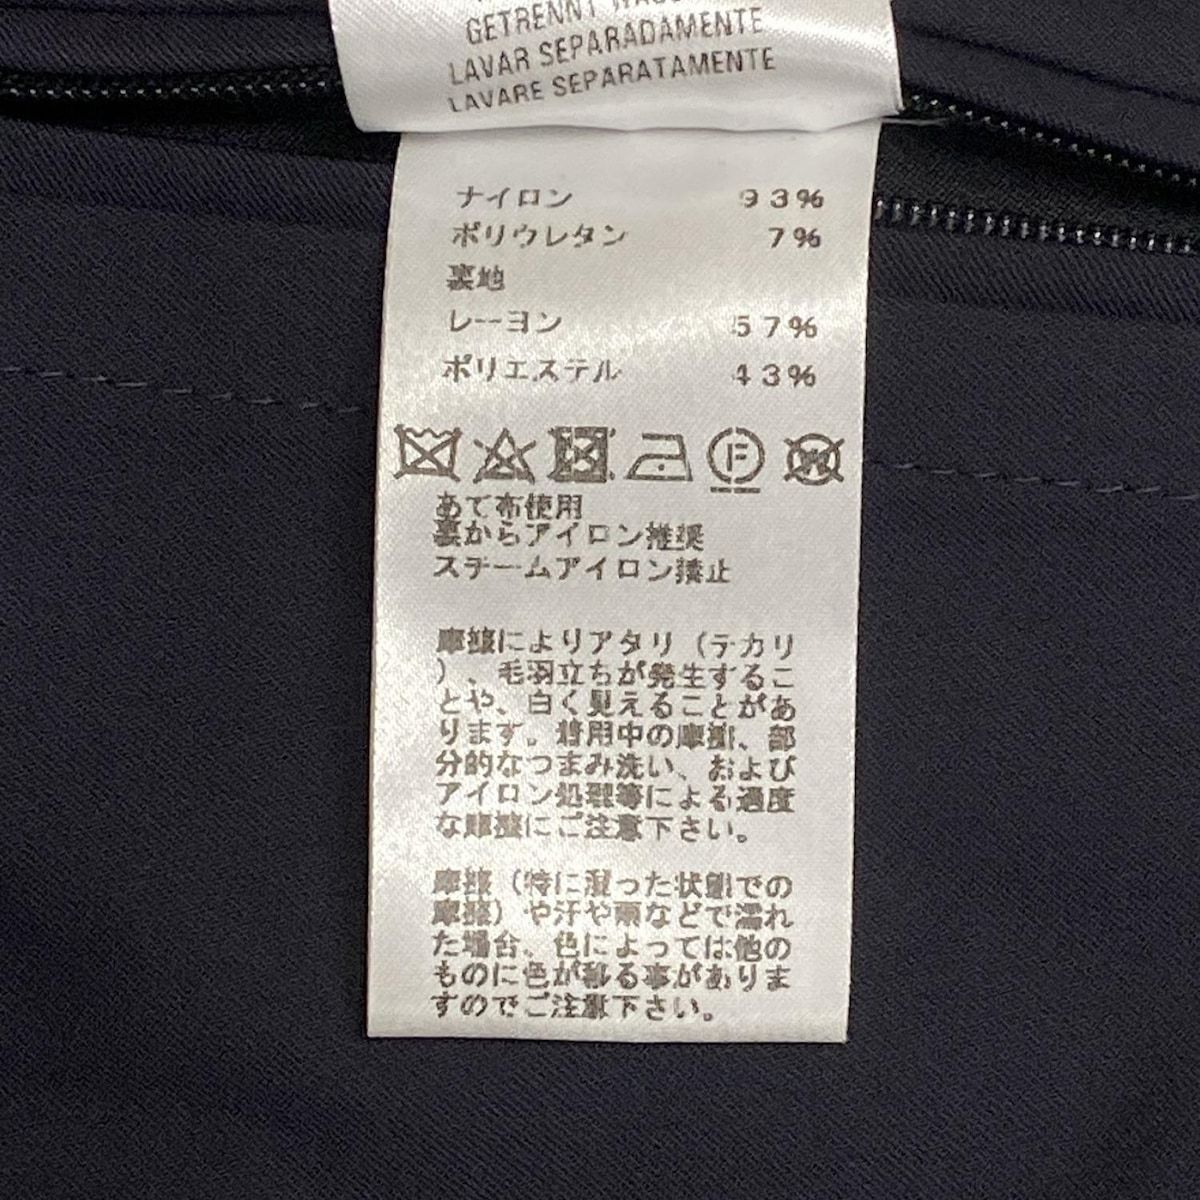 GETRENNT
LAVAR SEPARADAMENTE
LAVARE SEPARATAMENTE
ナイロン 93%
ポリウレタン 7%
裏地
レーヨン 57%
ポリエステル 43%
F
W
あて布使用
裏からアイロン推奨
スチームアイロン禁止
摩擦によりアタリ(テカリ
)、毛羽立ちが発生するこ
とや、白く見えることがあ
ります。着用中の摩擦、部
分的なつまみ洗い、および
アイロン処理等による過度
な摩擦にご注意下さい。
摩擦(特に湿った状態での
摩擦)や汗や雨などで濡れ
た場合、色によっては他の
ものに色が移る事がありま
すのでご注意下さい。